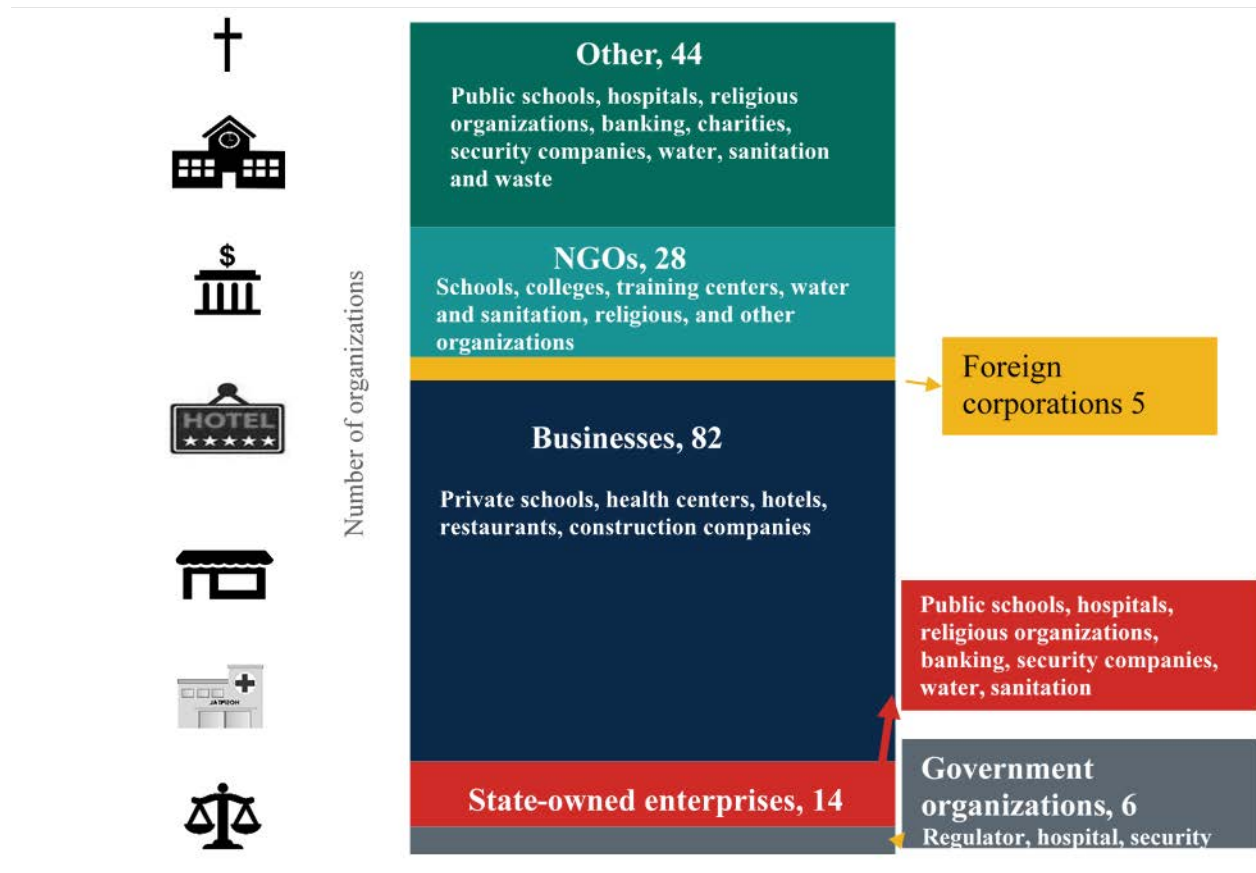 Other, 44
Public schools, hospitals, religious
organizations, banking, charities,
security companies, water, sanitation
and waste
$
NGOs, 28
Schools, colleges, training centers, water
and sanitation, religious, and other
organizations
Number of organizations
Foreign
corporations 5
HOTEL
Businesses, 82
Private schools, health centers, hotels,
restaurants, construction companies
Public schools, hospitals,
religious organizations,
banking, security companies,
water, sanitation
State-owned enterprises, 14
Government
organizations, 6
Regulator, hospital, security